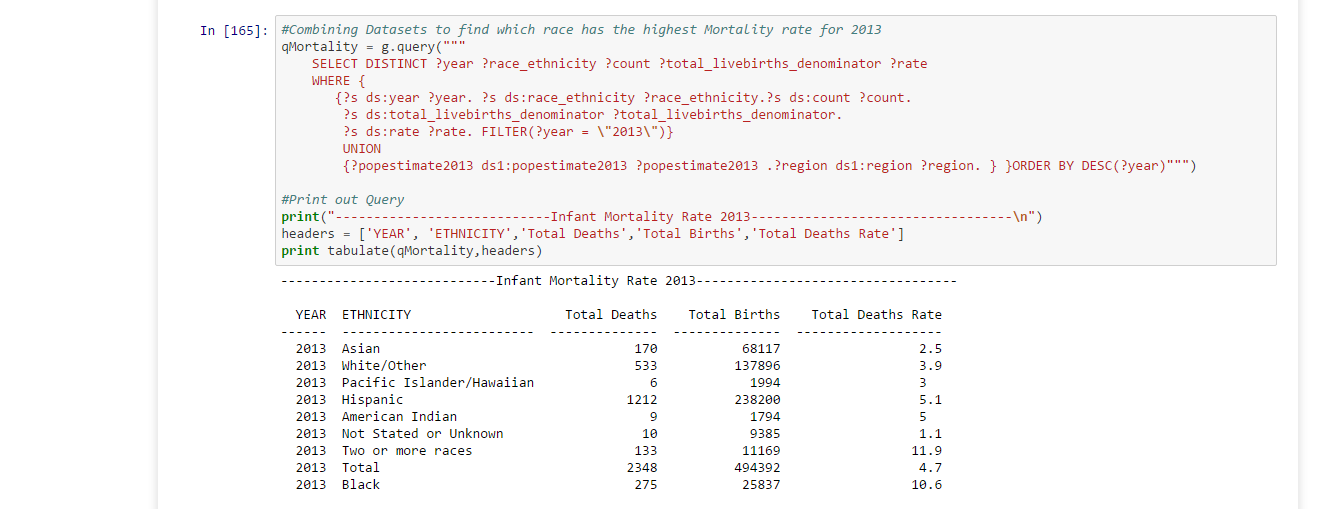 In [165]: #Combining Datasets to find which race has the highest Mortality rate for 2013
qMortality = g.query("""
SELECT DISTINCT ?year ?race_ethnicity ?count ?total_livebirths_denominator ?rate
WHERE {
{?s ds:year ?year. ?s ds:race_ethnicity ?race_ethnicity.?s ds:count ?count.
?s ds:total_livebirths_denominator ?total_livebirths_denominator.
?s ds:rate ?rate. FILTER(?year = \"2013\")}
UNION
{?popestimate2013 ds1:popestimate2013 ?popestimate2013 .?region ds1:region ?region. } }ORDER BY DESC(?year)""")
#Print out Query
print("----------------------------Infant Mortality Rate 2013----------------------------------\n")
headers = ['YEAR', 'ETHNICITY','Total Deaths','Total Births','Total Deaths Rate']
print tabulate(qMortality,headers)
----------------------------Infant Mortality Rate 2013----------------------------------
YEAR ETHNICITY Total Deaths Total Births Total Deaths Rate
------ ------------------------- -------------- -------------- -------------------
2013 Asian 170 68117 2.5
2013 White/Other 533 137896 3.9
2013 Pacific Islander/Hawaiian 6 1994 3
2013 Hispanic 1212 238200 5.1
2013 American Indian 9 1794 5
2013 Not Stated or Unknown 10 9385 1.1
2013 Two or more races 133 11169 11.9
2013 Total 2348 494392 4.7
2013 Black 275 25837 10.6